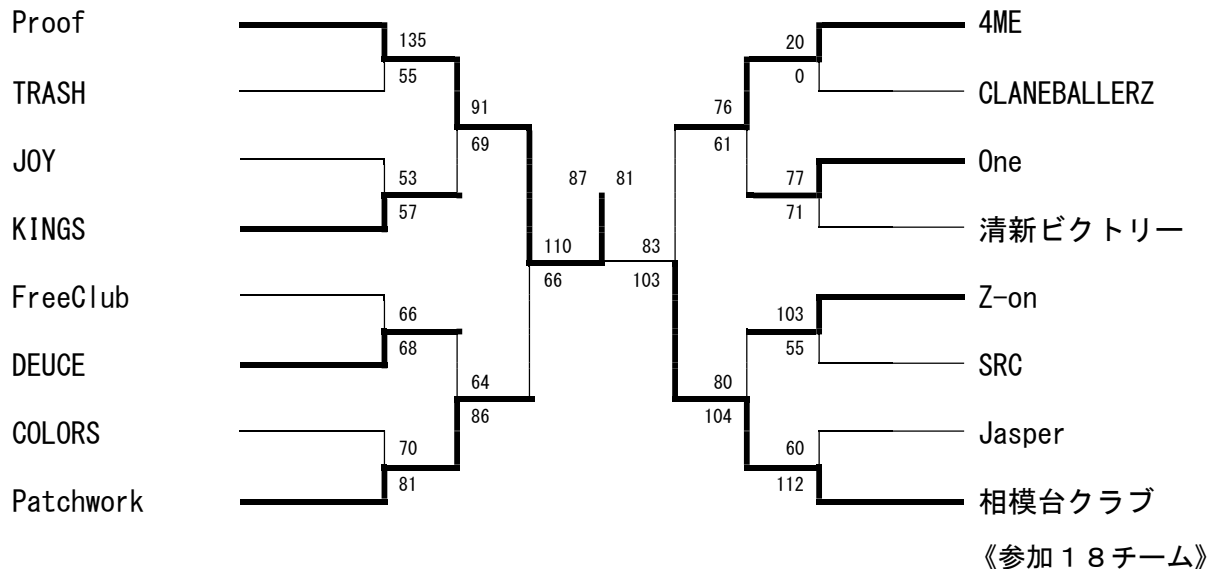 Proof
135
20
4ME
TRASH
55
91
76
0
CLANEBALLERZ
JOY
53
69
61
77
One
KINGS
57
87
81
71
清新ビクトリー
110
83
FreeClub
66
66
103
103
Z-on
DEUCE
68
64
80
55
SRC
COLORS
70
86
104
60
Jasper
Patchwork
81
112
相模台クラブ
《参加18チーム》